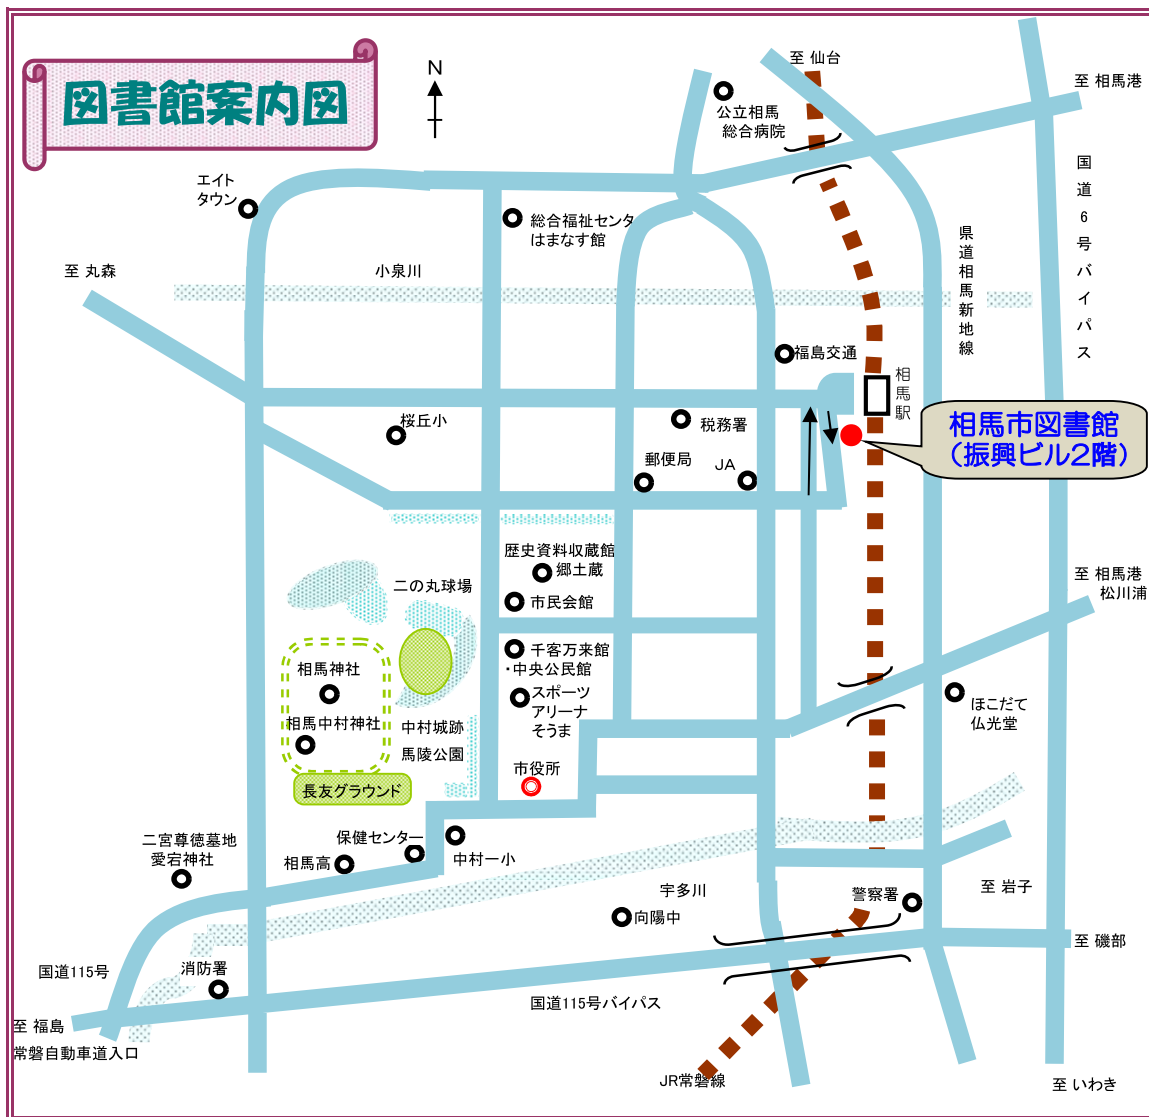 図書館案内図
N
至 仙台
至 相馬港
公立相馬
総合病院
国道6号バイパス
エイト
タウン
総合福祉センタ
はまなす館
県道相馬新地線
至 丸森
小泉川
福島交通
相馬駅
桜丘小
税務署
相馬市図書館
(振興ビル2階)
郵便局
JA
歴史資料収蔵館
郷土蔵
二の丸球場
市民会館
至 相馬港
松川浦
千客万来館
・中央公民館
相馬神社
スポーツ
アリーナ
そうま
ほこだて
仏光堂
相馬中村神社
中村城跡
馬陵公園
市役所
長友グラウンド
二宮尊徳墓地
愛宕神社
保健センター
相馬高
中村一小
宇多川
警察署
至 岩子
向陽中
至 磯部
国道115号
消防署
国道115号バイパス
至 福島
常磐自動車道入口
JR常磐線
至 いわき